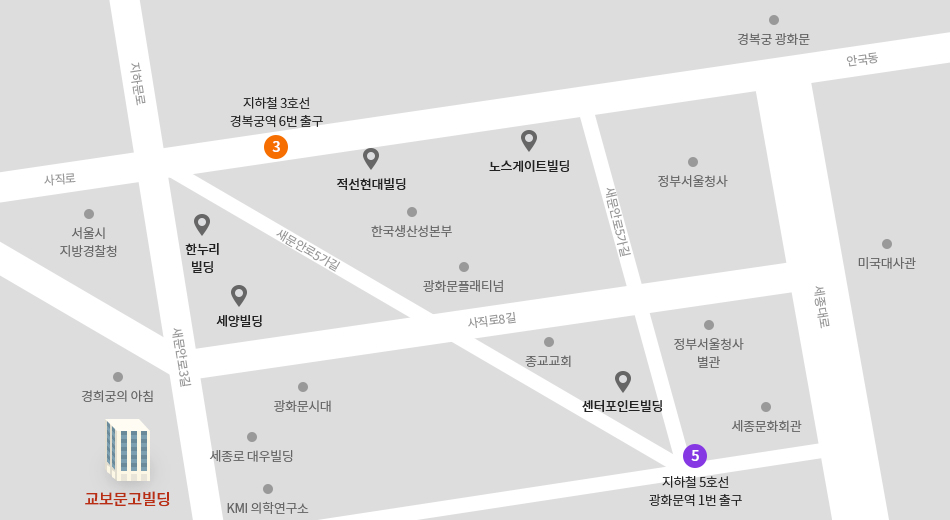 경복궁 광화문
안국동
자하문로
지하철 3호선
경복궁역 6번 출구
3
사직로
적선현대빌딩
노스게이트빌딩
정부서울청사
서울시
지방경찰청
한누리
빌딩
새문안로5가길
한국생산성본부
새문안로5가길
미국대사관
광화문플래티넘
세양빌딩
사직로8길
세종대로
새문안로3길
종교교회
정부서울청사
별관
경희궁의 아침
광화문시대
센터포인트빌딩
세종문화회관
세종로 대우빌딩
5
지하철 5호선
광화문역 1번 출구
교보문고빌딩
KMI 의학연구소